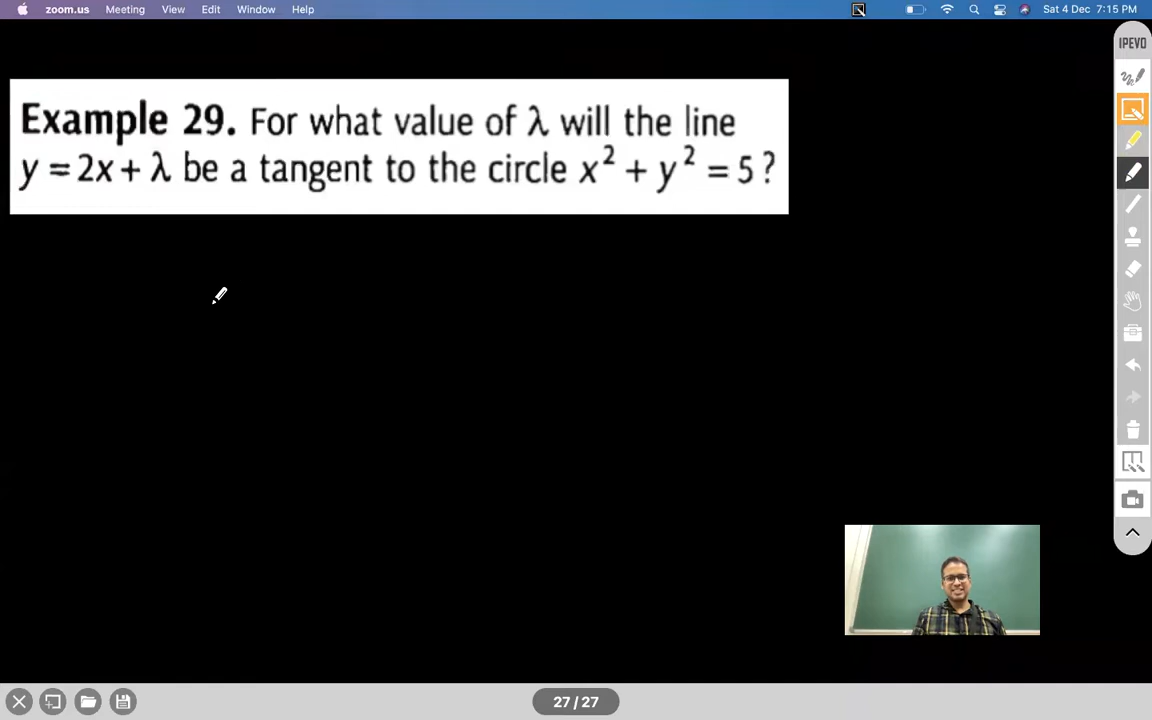 zoom.us Meeting View Edit Window Help Sat 4 Dec 7:15 PM
IPEVO
Example 29. For what value of λ will the line
y = 2x + λ be a tangent to the circle x² + y² = 5 ?
27 / 27